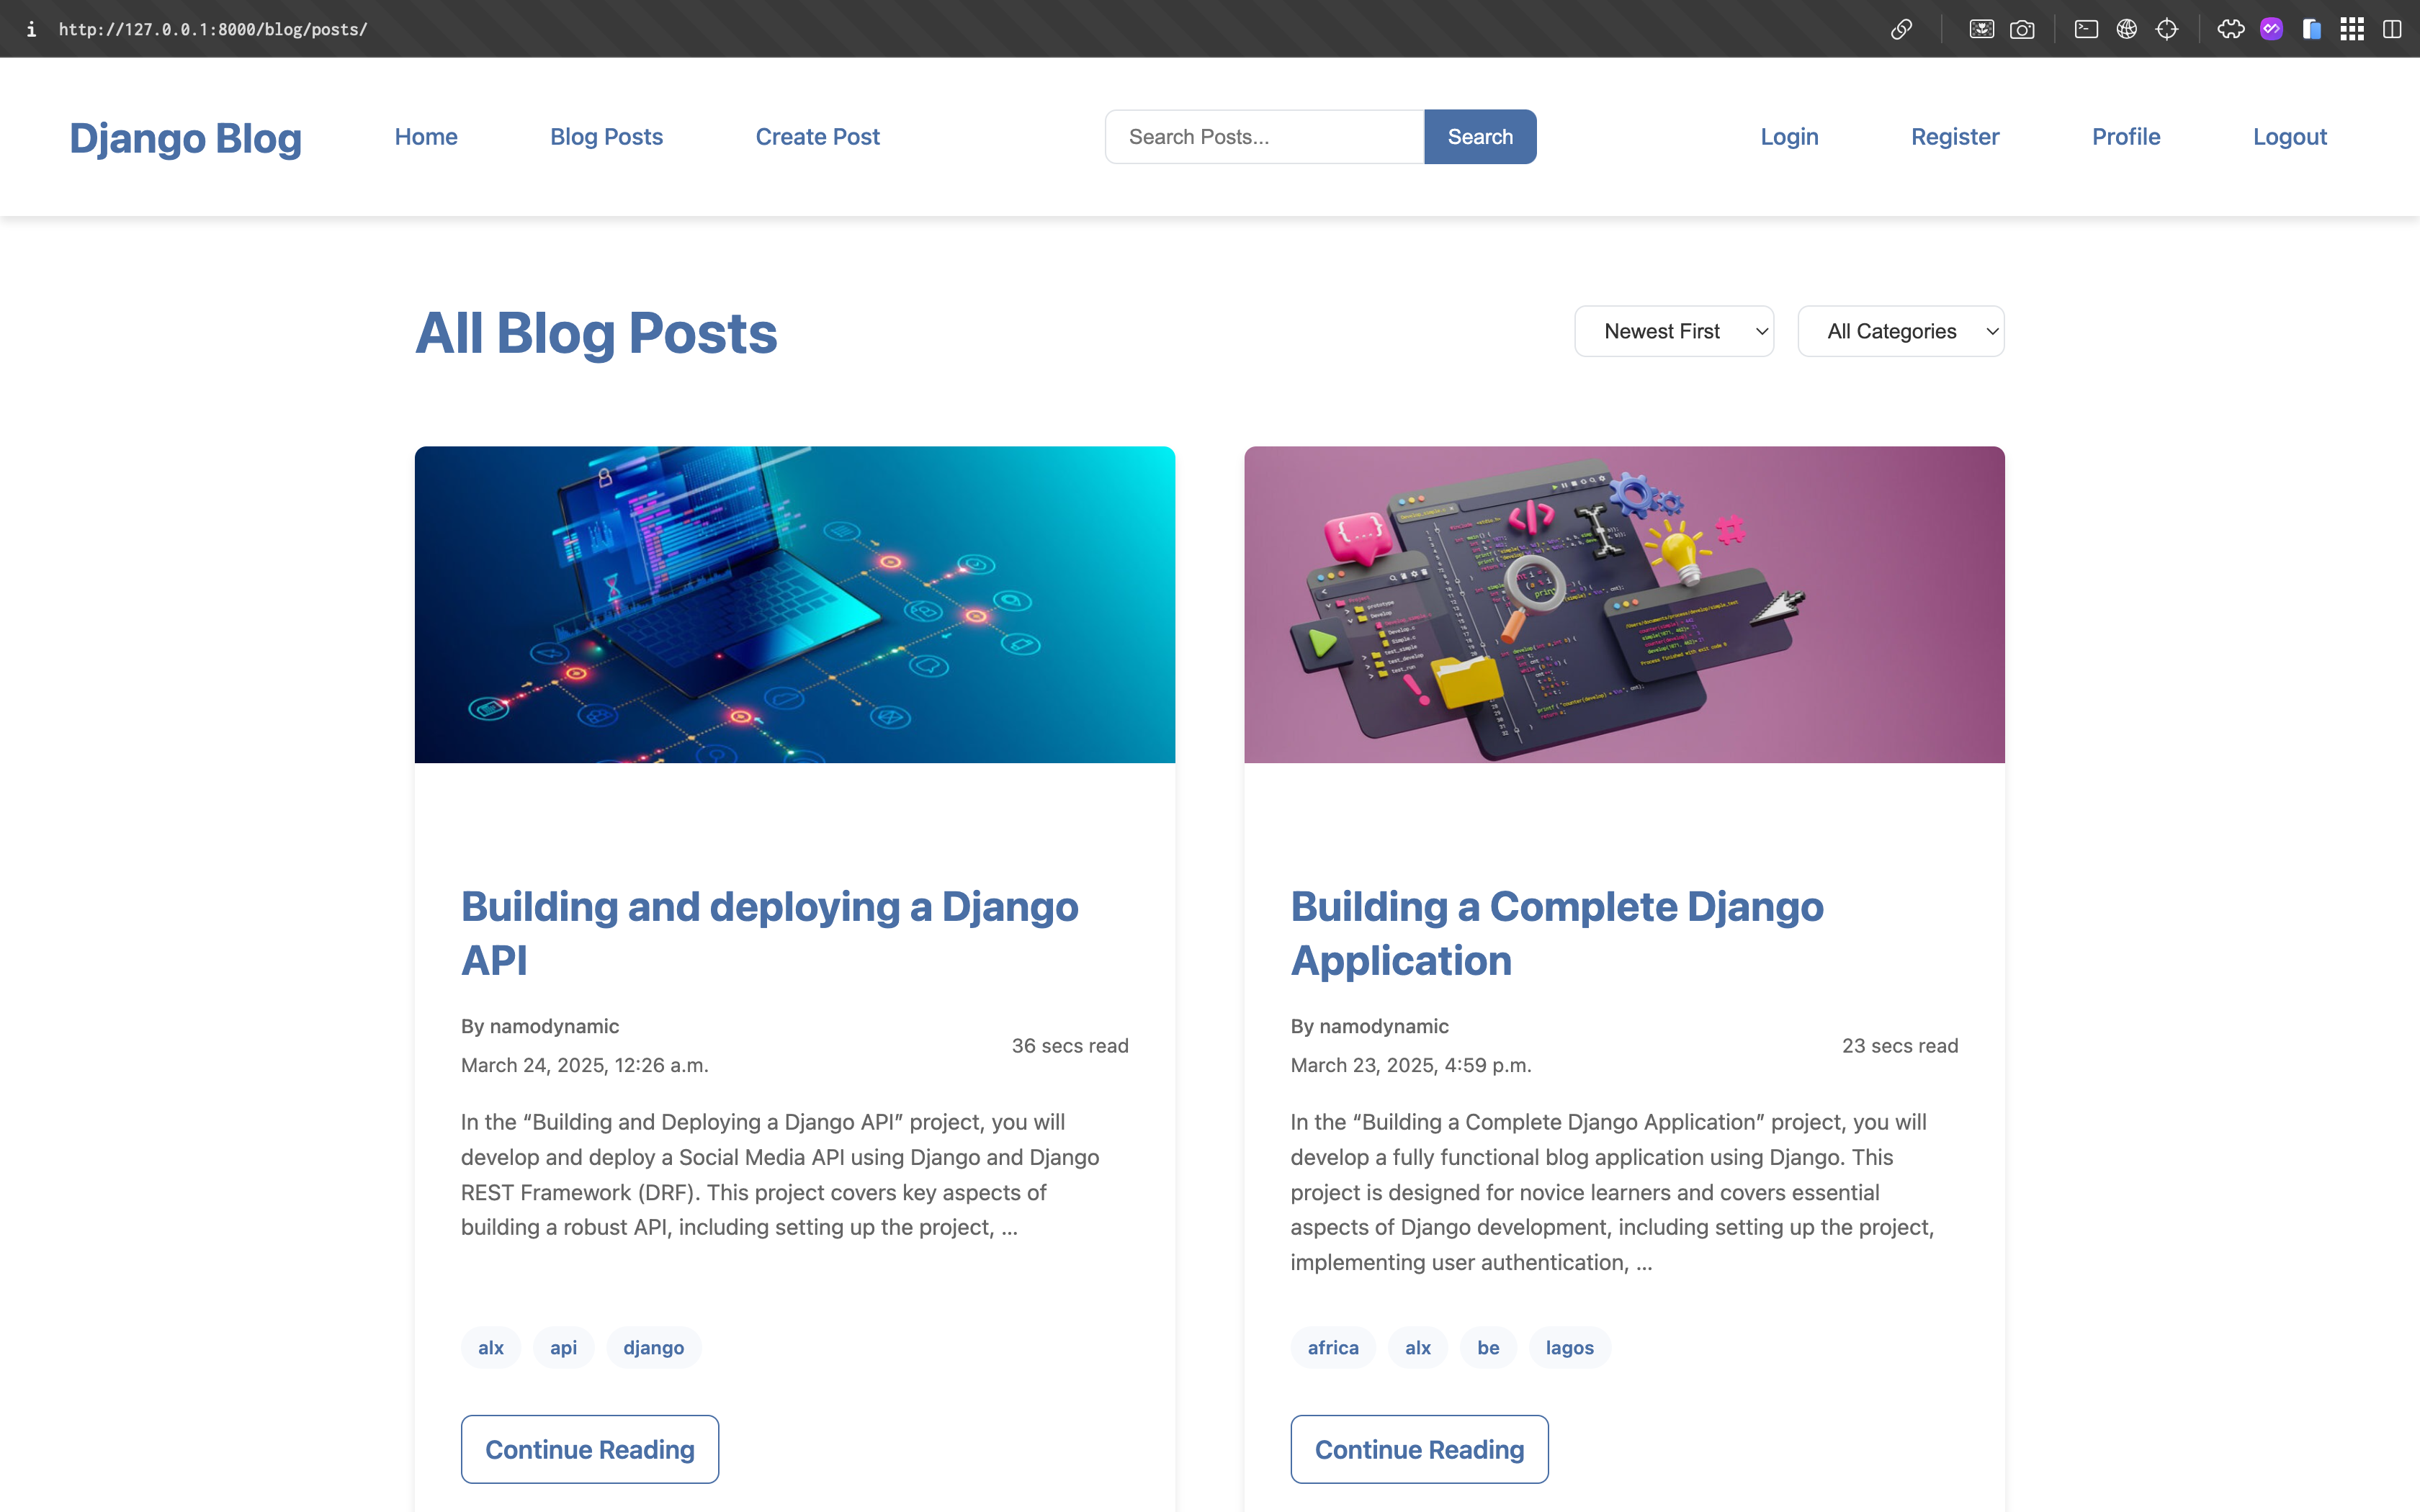 i http://127.0.0.1:8000/blog/posts/
Django Blog Home Blog Posts Create Post Search Posts... Search Login Register Profile Logout
All Blog Posts Newest First All Categories
Building and deploying a Django
API
By namodynamic
March 24, 2025, 12:26 a.m.
36 secs read
In the “Building and Deploying a Django API” project, you will
develop and deploy a Social Media API using Django and Django
REST Framework (DRF). This project covers key aspects of
building a robust API, including setting up the project, ...
alx api django
Continue Reading
Building a Complete Django
Application
By namodynamic
March 23, 2025, 4:59 p.m.
23 secs read
In the “Building a Complete Django Application” project, you will
develop a fully functional blog application using Django. This
project is designed for novice learners and covers essential
aspects of Django development, including setting up the project,
implementing user authentication, ...
africa alx be lagos
Continue Reading